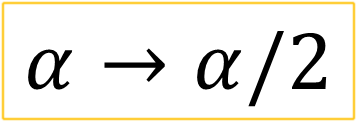 𝛼 → 𝛼/2